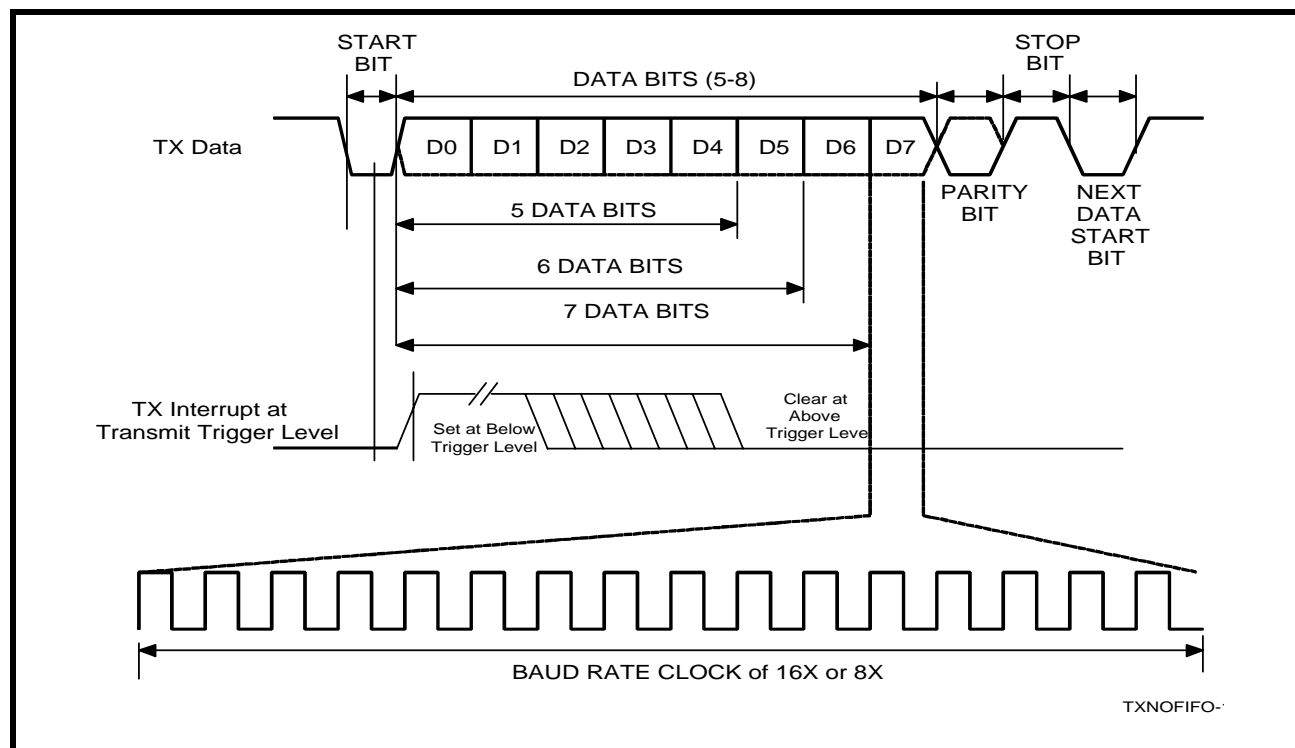 START
BIT
STOP
BIT
DATA BITS (5-8)
TX Data
D0 D1 D2 D3 D4 D5 D6 D7
PARITY
BIT
NEXT
DATA
START
BIT
5 DATA BITS
6 DATA BITS
7 DATA BITS
TX Interrupt at
Transmit Trigger Level
Set at Below
Trigger Level
Clear at
Above
Trigger Leve
BAUD RATE CLOCK of 16X or 8X
TXNOFIFO-